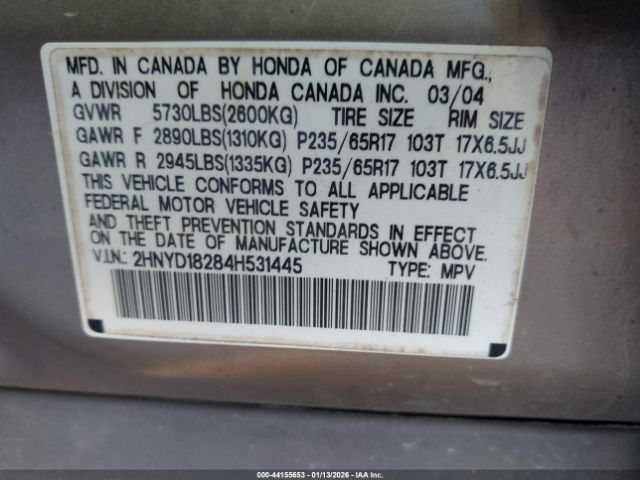 MFD. IN CANADA BY HONDA OF CANADA MFG.,
A DIVISION OF HONDA CANADA INC. 03/04
GVWR 5730LBS(2600KG) TIRE SIZE RIM SIZE
GAWR F 2890LBS(1310KG) P235/65R17 103T 17X6.5JJ
GAWR R 2945LBS(1335KG) P235/65R17 103T 17X6.5JJ
THIS VEHICLE CONFORMS TO ALL APPLICABLE
FEDERAL MOTOR VEHICLE SAFETY
AND THEFT PREVENTION STANDARDS IN EFFECT
ON THE DATE OF MANUFACTURE SHOWN ABOVE.
V.I.N.: 2HNYD18284H531445 TYPE: MPV
000-44155653 | 01/13/2026 | IAA Inc.